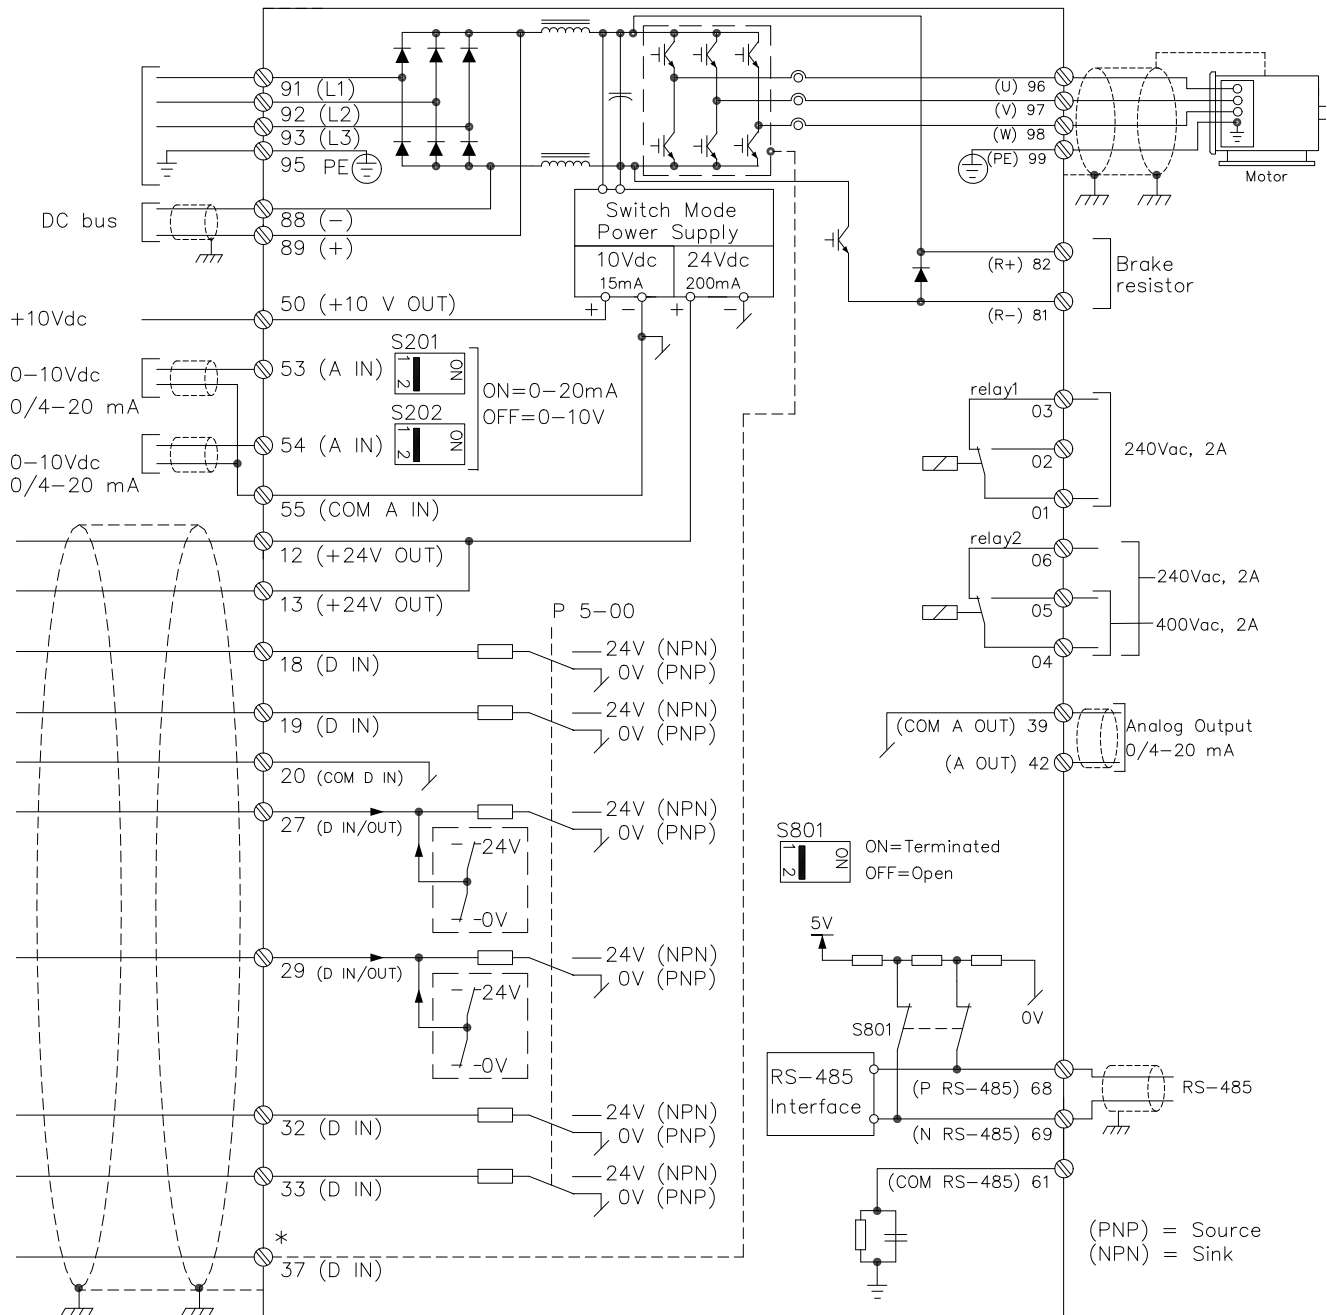 91 (L1)
92 (L2)
93 (L3)
95 PE
DC bus
88 (−)
89 (+)
+10Vdc
50 (+10 V OUT)
0−10Vdc
0/4−20 mA
53 (A IN)
0−10Vdc
0/4−20 mA
54 (A IN)
55 (COM A IN)
12 (+24V OUT)
13 (+24V OUT)
18 (D IN)
19 (D IN)
20 (COM D IN)
27 (D IN/OUT)
24V
0V
29 (D IN/OUT)
24V
0V
32 (D IN)
33 (D IN)
*
37 (D IN)
S201
1 2
ON
S202
1 2
ON
ON=0−20mA
OFF=0−10V
Switch Mode
Power Supply
10Vdc
15mA
24Vdc
200mA
+ − + −
P 5−00
24V (NPN)
0V (PNP)
24V (NPN)
0V (PNP)
24V (NPN)
0V (PNP)
24V (NPN)
0V (PNP)
24V (NPN)
0V (PNP)
24V (NPN)
0V (PNP)
(U) 96
(V) 97
(W) 98
(PE) 99
Motor
(R+) 82
(R−) 81
Brake
resistor
relay1
03
02
01
240Vac, 2A
relay2
06
05
04
240Vac, 2A
400Vac, 2A
(COM A OUT) 39
(A OUT) 42
Analog Output
0/4−20 mA
S801
1 2
ON
ON=Terminated
OFF=Open
5V
0V
S801
RS−485
Interface
(P RS−485) 68
(N RS−485) 69
(COM RS−485) 61
RS−485
(PNP) = Source
(NPN) = Sink